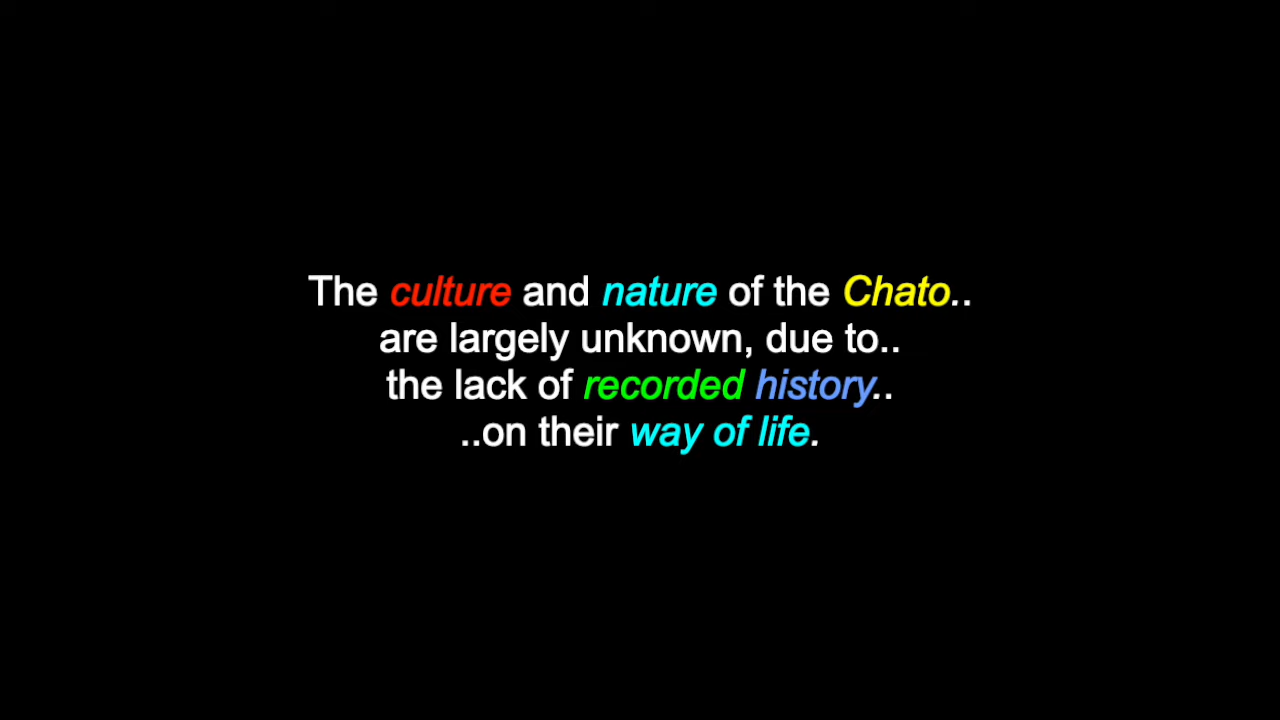 The culture and nature of the Chato..
are largely unknown, due to..
the lack of recorded history..
..on their way of life.